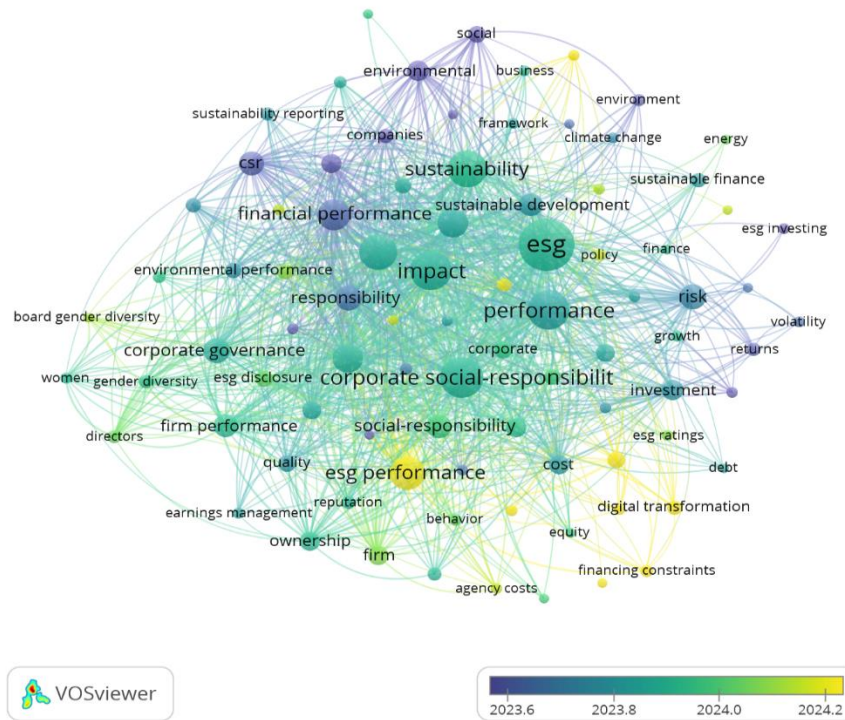 social
environmental
business
environment
sustainability reporting
framework
companies
climate change
energy
csr
sustainability
sustainable finance
financial performance
sustainable development
esg investing
esg
finance
policy
environmental performance
impact
responsibility
risk
performance
board gender diversity
volatility
growth
corporate governance
corporate
returns
women
gender diversity
esg disclosure
corporate social-responsibilit
investment
firm performance
social-responsibility
directors
esg ratings
quality
esg performance
cost
debt
reputation
digital transformation
earnings management
behavior
equity
ownership
firm
financing constraints
agency costs
VOSviewer
2023.6 2023.8 2024.0 2024.2